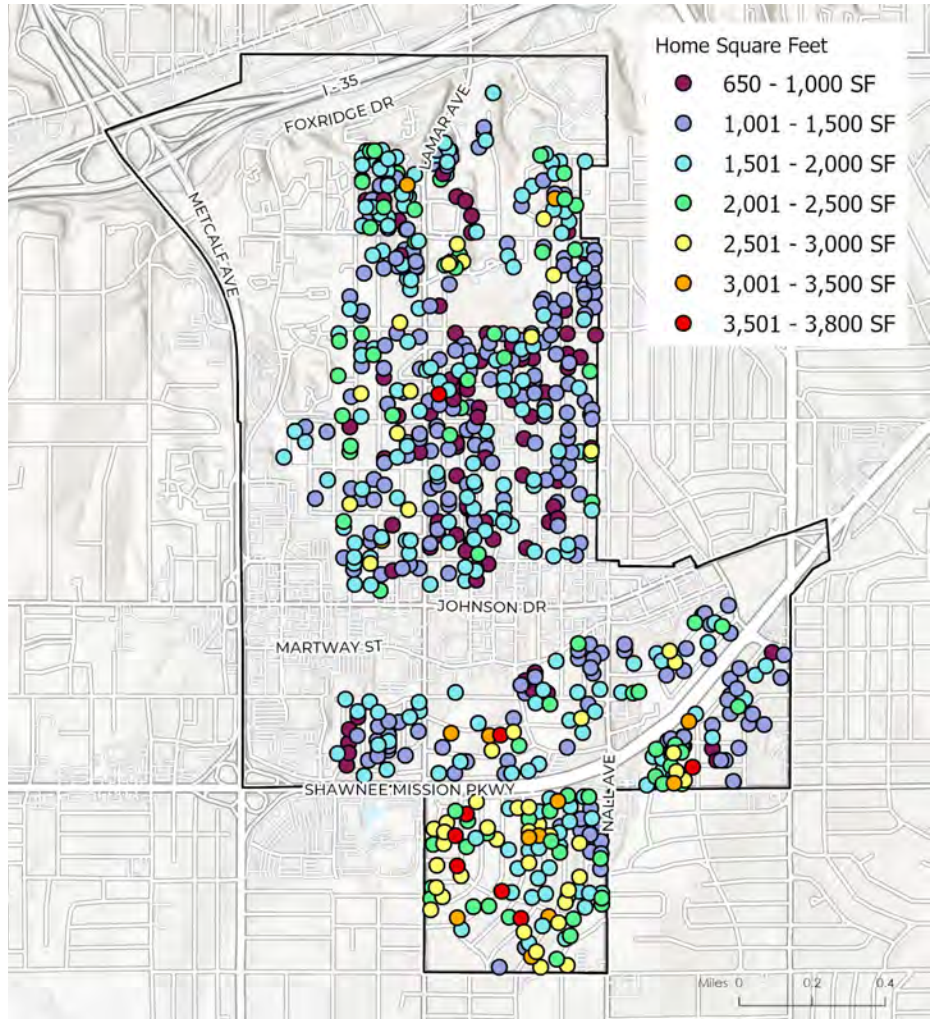 Home Square Feet
650 - 1,000 SF
1,001 - 1,500 SF
1,501 - 2,000 SF
2,001 - 2,500 SF
2,501 - 3,000 SF
3,001 - 3,500 SF
3,501 - 3,800 SF
I - 35
FOXRIDGE DR
LAMAR AVE
METCALF AVE
JOHNSON DR
MARTWAY ST
SHAWNEE MISSION PKWY
NALL AVE
Miles 0 0.2 0.4